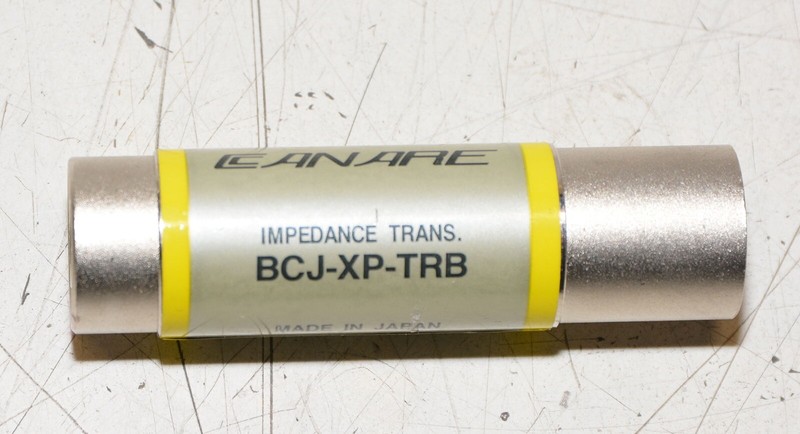 CANARE
IMPEDANCE TRANS.
BCJ-XP-TRB
MADE IN JAPAN